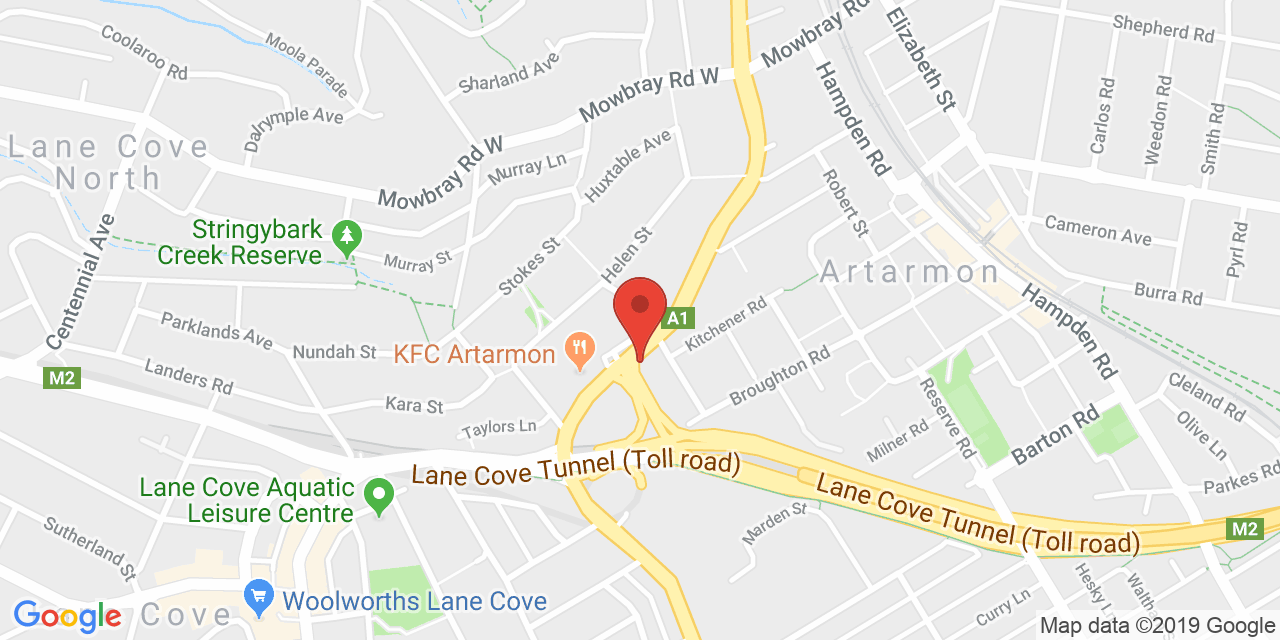 Shepherd Rd
Coolaroo Rd
Moola Parade
Mowbray Rd
Elizabeth St
Sharland Ave
Mowbray Rd W
Hampden Rd
Carlos Rd
Weedon Rd
Smith Rd
Dalrymple Ave
Lane Cove
North
Mowbray Rd W
Murray Ln
Huxtable Ave
Robert St
Stringybark
Creek Reserve
Murray St
Stokes St
Helen St
Cameron Ave
Pyrl Rd
Artarmon
Centennial Ave
Hampden Rd
Burra Rd
A1
Kitchener Rd
Parklands Ave
Nundah St
KFC Artarmon
M2
Landers Rd
Kara St
Broughton Rd
Reserve Rd
Cleland Rd
Olive Ln
Taylors Ln
Milner Rd
Barton Rd
Lane Cove Tunnel (Toll road)
Parkes Rd
Lane Cove Aquatic
Leisure Centre
Lane Cove Tunnel (Toll road)
M2
Sutherland St
Narden St
Hesky L
Waltha
Curry Ln
Woolworths Lane Cove
Google
Cove
Map data ©2019 Google